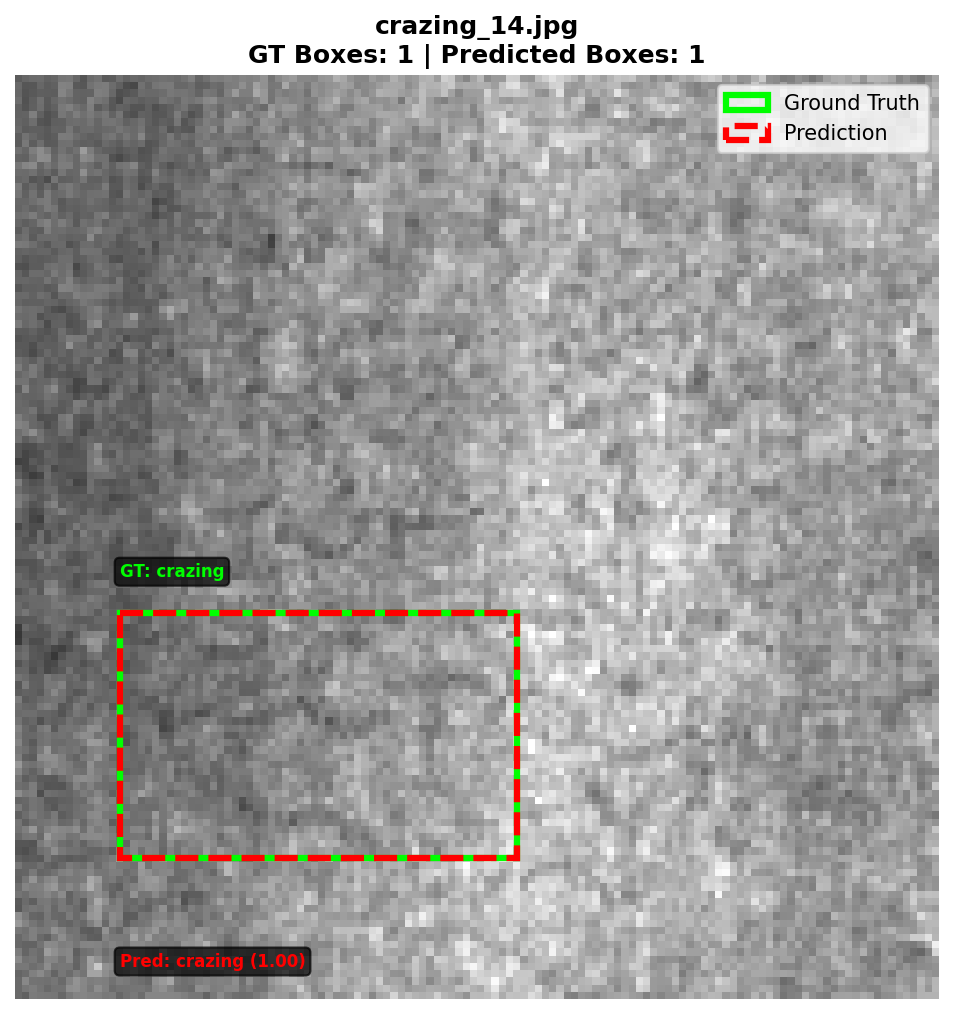 crazing_14.jpg
GT Boxes: 1 | Predicted Boxes: 1
Ground Truth
Prediction
GT: crazing
Pred: crazing (1.00)